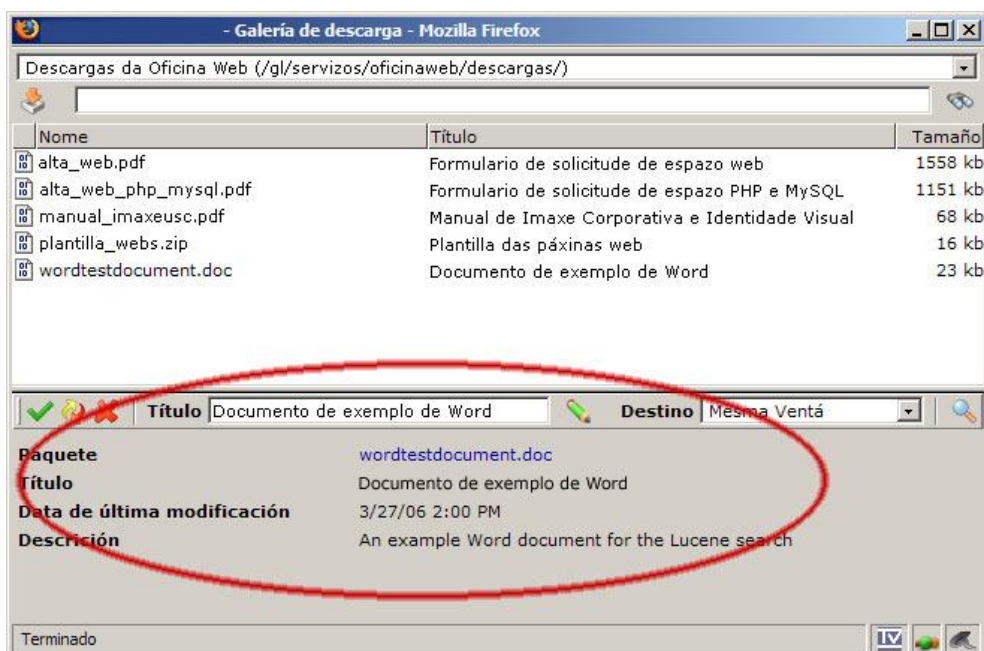 - Galería de descarga - Mozilla Firefox
Descargas da Oficina Web (/gl/servizos/oficinaweb/descargas/)
Nome Título Tamaño
alta_web.pdf Formulario de solicitude de espazo web 1558 kb
alta_web_php_mysql.pdf Formulario de solicitude de espazo PHP e MySQL 1151 kb
manual_imaxeusc.pdf Manual de Imaxe Corporativa e Identidade Visual 68 kb
plantilla_webs.zip Plantilla das páxinas web 16 kb
wordtestdocument.doc Documento de exemplo de Word 23 kb
Título Documento de exemplo de Word Destino Mesma Ventá
Paquete wordtestdocument.doc
Título Documento de exemplo de Word
Data de última modificación 3/27/06 2:00 PM
Descrición An example Word document for the Lucene search
Terminado